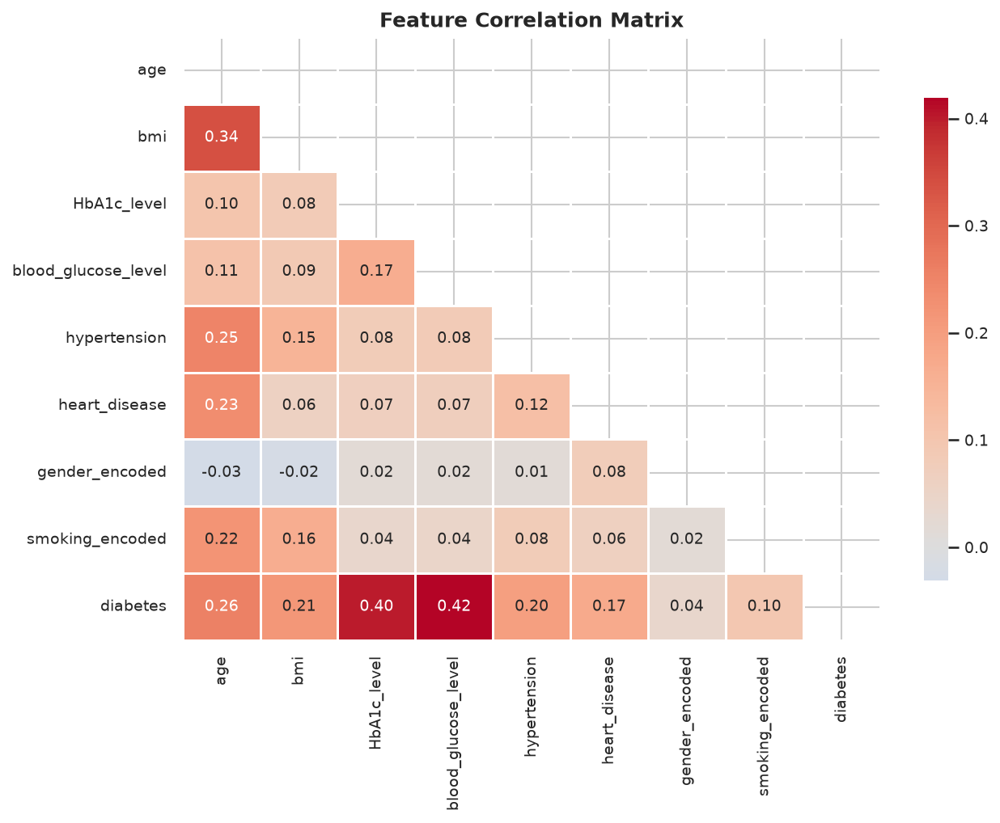 Feature Correlation Matrix
age
bmi 0.34
HbA1c_level 0.10 0.08
blood_glucose_level 0.11 0.09 0.17
hypertension 0.25 0.15 0.08 0.08
heart_disease 0.23 0.06 0.07 0.07 0.12
gender_encoded -0.03 -0.02 0.02 0.02 0.01 0.08
smoking_encoded 0.22 0.16 0.04 0.04 0.08 0.06 0.02
diabetes 0.26 0.21 0.40 0.42 0.20 0.17 0.04 0.10
age
bmi
HbA1c_level
blood_glucose_level
hypertension
heart_disease
gender_encoded
smoking_encoded
diabetes
0.4
0.3
0.2
0.1
0.0